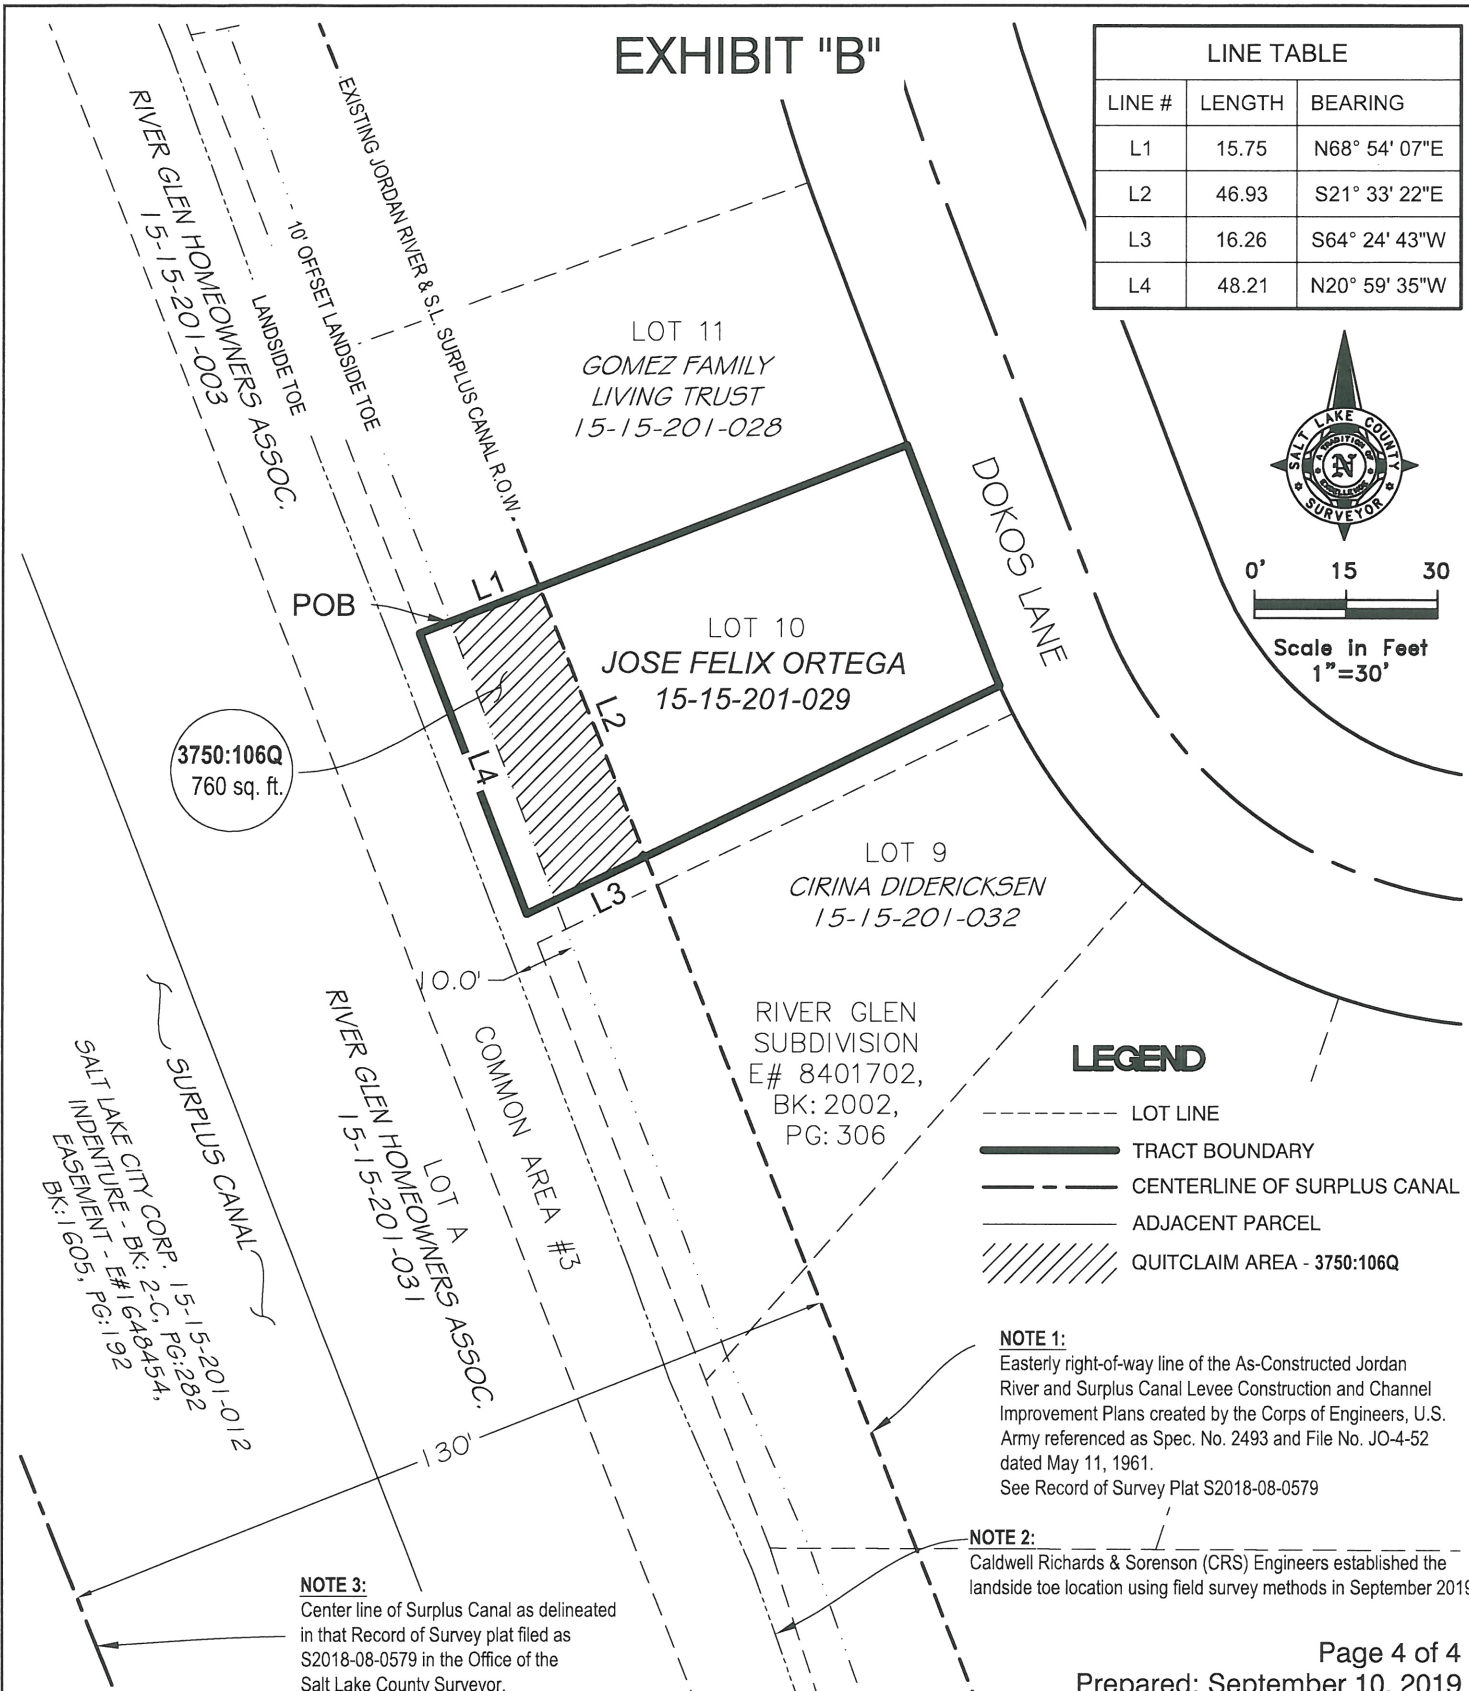 EXHIBIT "B"
LINE TABLE
LINE # LENGTH BEARING
L1 15.75 N68° 54' 07"E
L2 46.93 S21° 33' 22"E
L3 16.26 S64° 24' 43"W
L4 48.21 N20° 59' 35"W
RIVER GLEN HOMEOWNERS ASSOC.
15-15-201-003
LANDSIDE TOE
10' OFFSET LANDSIDE TOE
EXISTING JORDAN RIVER & S.L. SURPLUS CANAL R.O.W.
LOT 11
GOMEZ FAMILY
LIVING TRUST
15-15-201-028
DOKOS LANE
SALT LAKE COUNTY
A TRADITION OF
N
EXCELLENCE
SURVEYOR
0' 15 30
Scale in Feet
1"=30'
POB
L1
LOT 10
JOSE FELIX ORTEGA
15-15-201-029
L2
L4
L3
3750:106Q
760 sq. ft.
LOT 9
CIRINA DIDERICKSEN
15-15-201-032
10.0'
RIVER GLEN
SUBDIVISION
E# 8401702,
BK: 2002,
PG: 306
COMMON AREA #3
LOT A
RIVER GLEN HOMEOWNERS ASSOC.
15-15-201-031
SURPLUS CANAL
SALT LAKE CITY CORP. 15-15-201-012
INDENTURE - BK: 2-C, PG:282
EASEMENT - E#1648454,
BK:1605, PG:192
130'
LEGEND
LOT LINE
TRACT BOUNDARY
CENTERLINE OF SURPLUS CANAL
ADJACENT PARCEL
QUITCLAIM AREA - 3750:106Q
NOTE 1:
Easterly right-of-way line of the As-Constructed Jordan
River and Surplus Canal Levee Construction and Channel
Improvement Plans created by the Corps of Engineers, U.S.
Army referenced as Spec. No. 2493 and File No. JO-4-52
dated May 11, 1961.
See Record of Survey Plat S2018-08-0579
NOTE 2:
Caldwell Richards & Sorenson (CRS) Engineers established the
landside toe location using field survey methods in September 2019
NOTE 3:
Center line of Surplus Canal as delineated
in that Record of Survey plat filed as
S2018-08-0579 in the Office of the
Salt Lake County Surveyor.
Page 4 of 4
Prepared: September 10, 2019